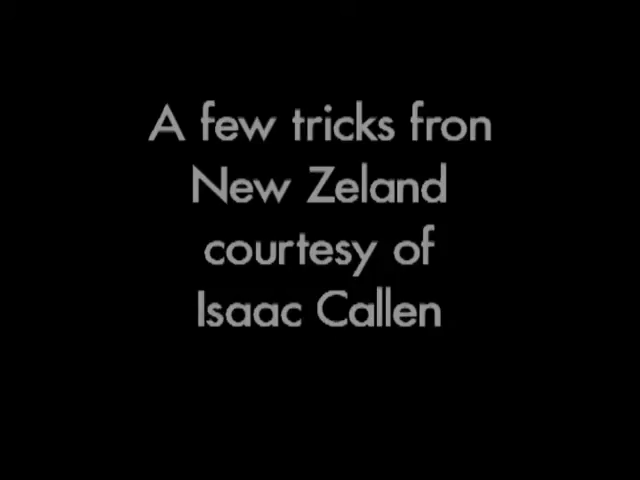 A few tricks fron
New Zeland
courtesy of
Isaac Callen